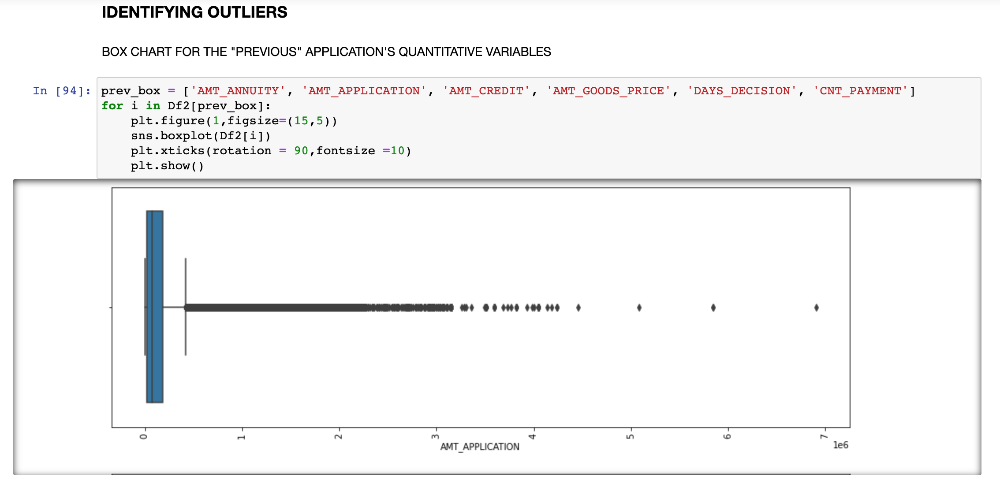 IDENTIFYING OUTLIERS
BOX CHART FOR THE "PREVIOUS" APPLICATION'S QUANTITATIVE VARIABLES
In [94]:
prev_box = ['AMT_ANNUITY', 'AMT_APPLICATION', 'AMT_CREDIT', 'AMT_GOODS_PRICE', 'DAYS_DECISION', 'CNT_PAYMENT']
for i in Df2[prev_box]:
    plt.figure(1,figsize=(15,5))
    sns.boxplot(Df2[i])
    plt.xticks(rotation = 90,fontsize =10)
    plt.show()
0 1 2 3 4 5 6 7
AMT_APPLICATION
1e6